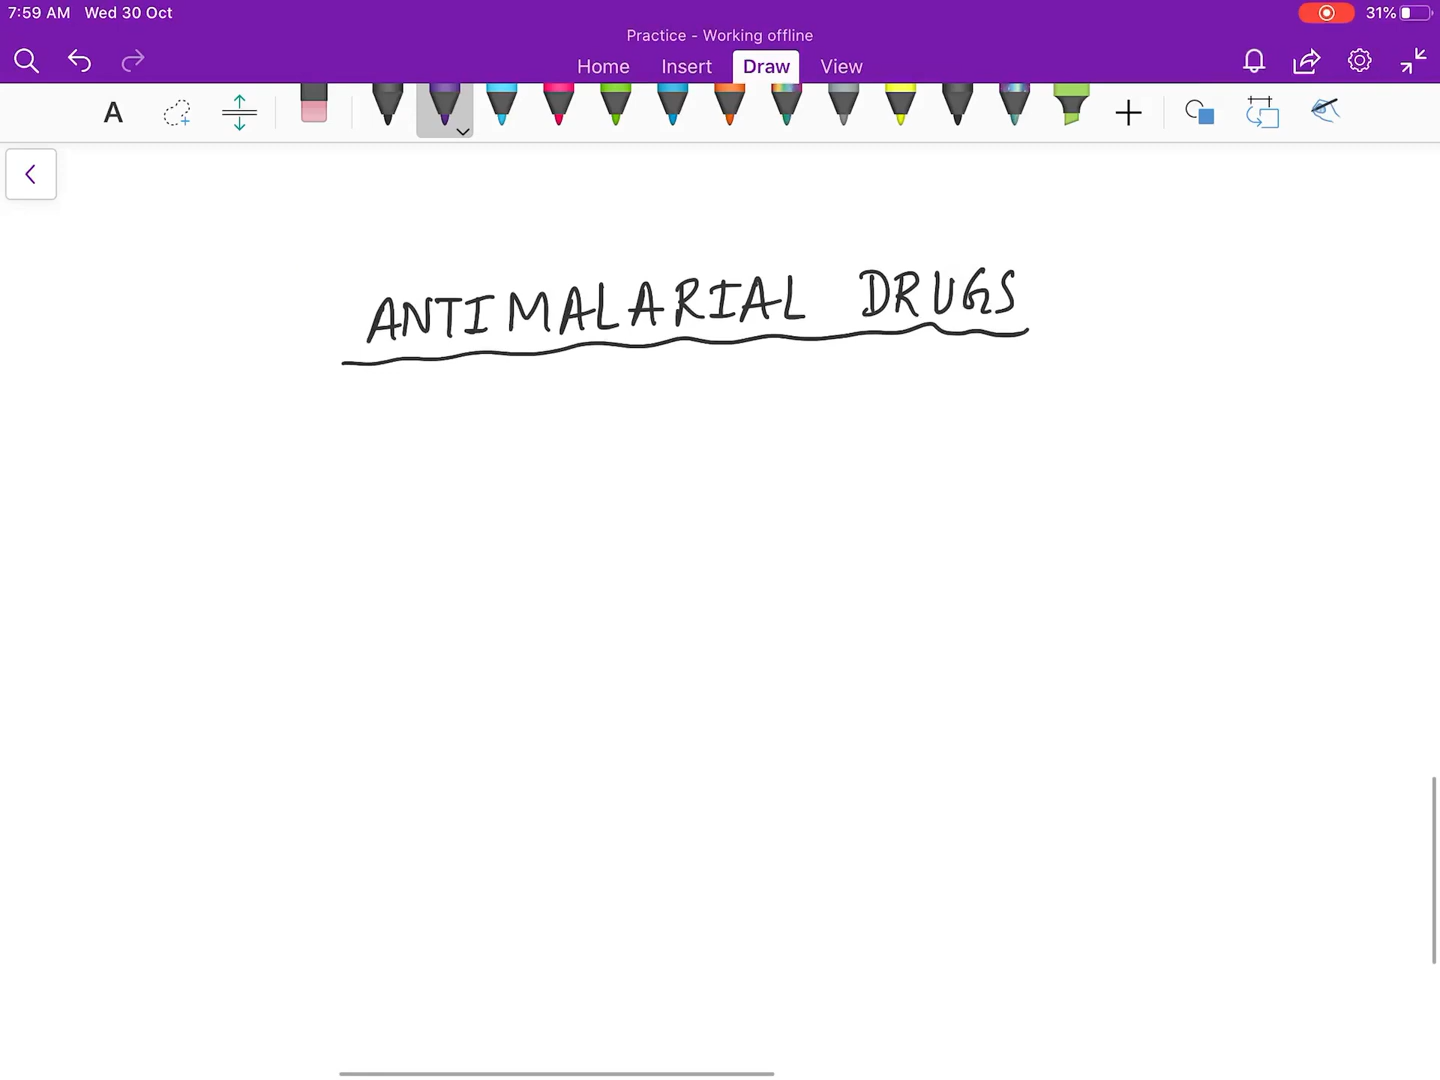 7:59 AM Wed 30 Oct 31%
Practice - Working offline
Home Insert Draw View
A
ANTIMALARIAL DRUGS